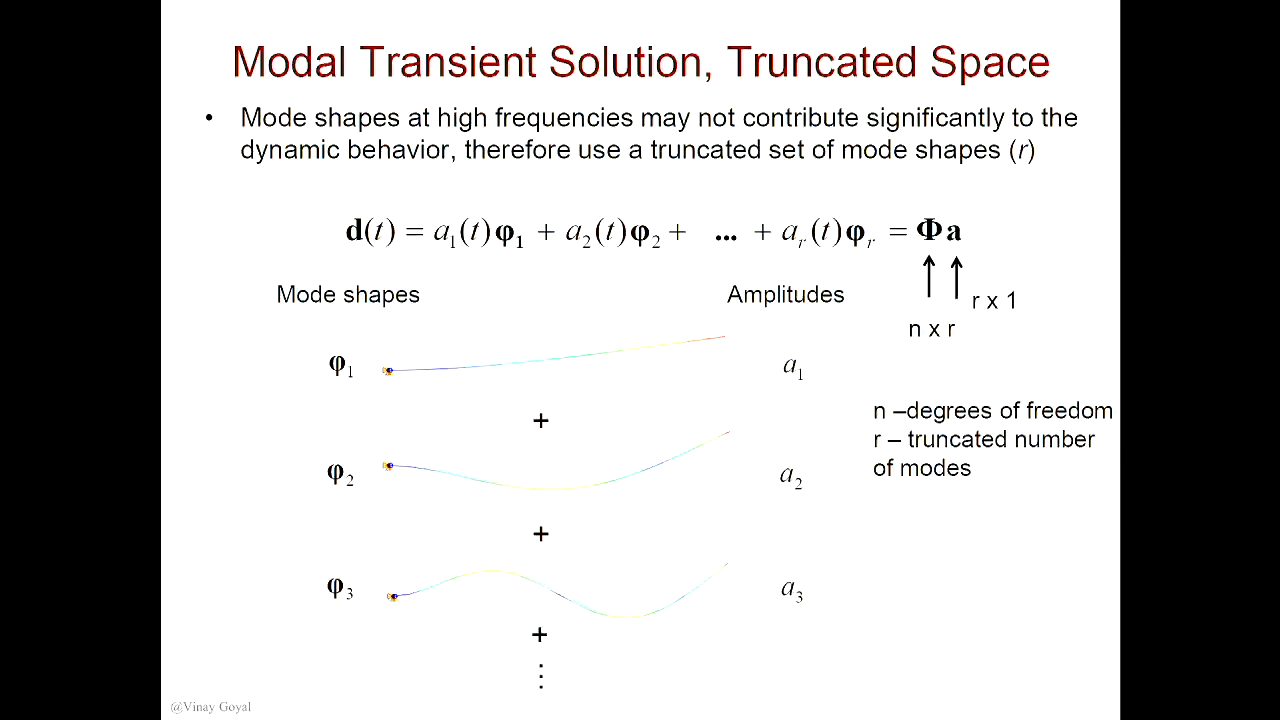 Modal Transient Solution, Truncated Space
• Mode shapes at high frequencies may not contribute significantly to the
dynamic behavior, therefore use a truncated set of mode shapes (r)
d(t) = a₁(t)φ₁ + a₂(t)φ₂ + ... + aᵣ(t)φᵣ = Φa
Mode shapes
Amplitudes
r x 1
n x r
φ₁
a₁
+
n –degrees of freedom
r – truncated number
of modes
φ₂
a₂
+
φ₃
a₃
+
⋮
@Vinay Goyal